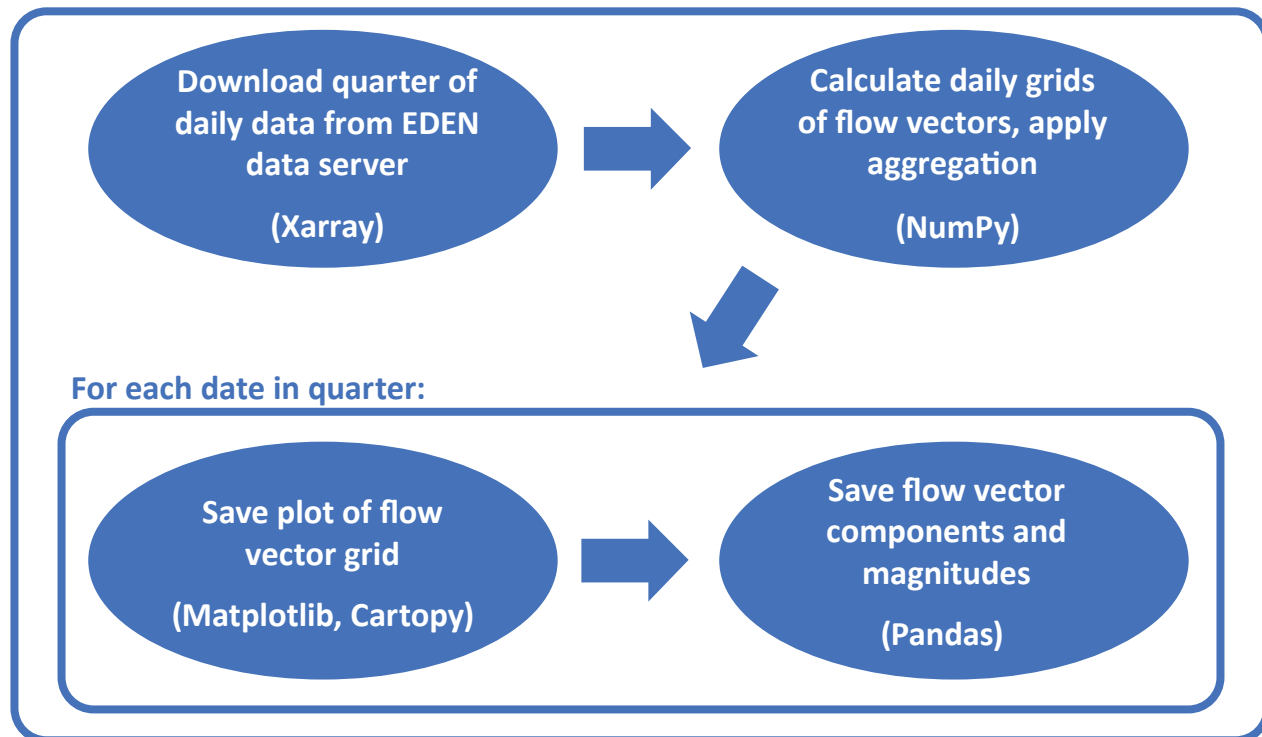 Download quarter of
daily data from EDEN
data server
(Xarray)
Calculate daily grids
of flow vectors, apply
aggregation
(NumPy)
For each date in quarter:
Save plot of flow
vector grid
(Matplotlib, Cartopy)
Save flow vector
components and
magnitudes
(Pandas)